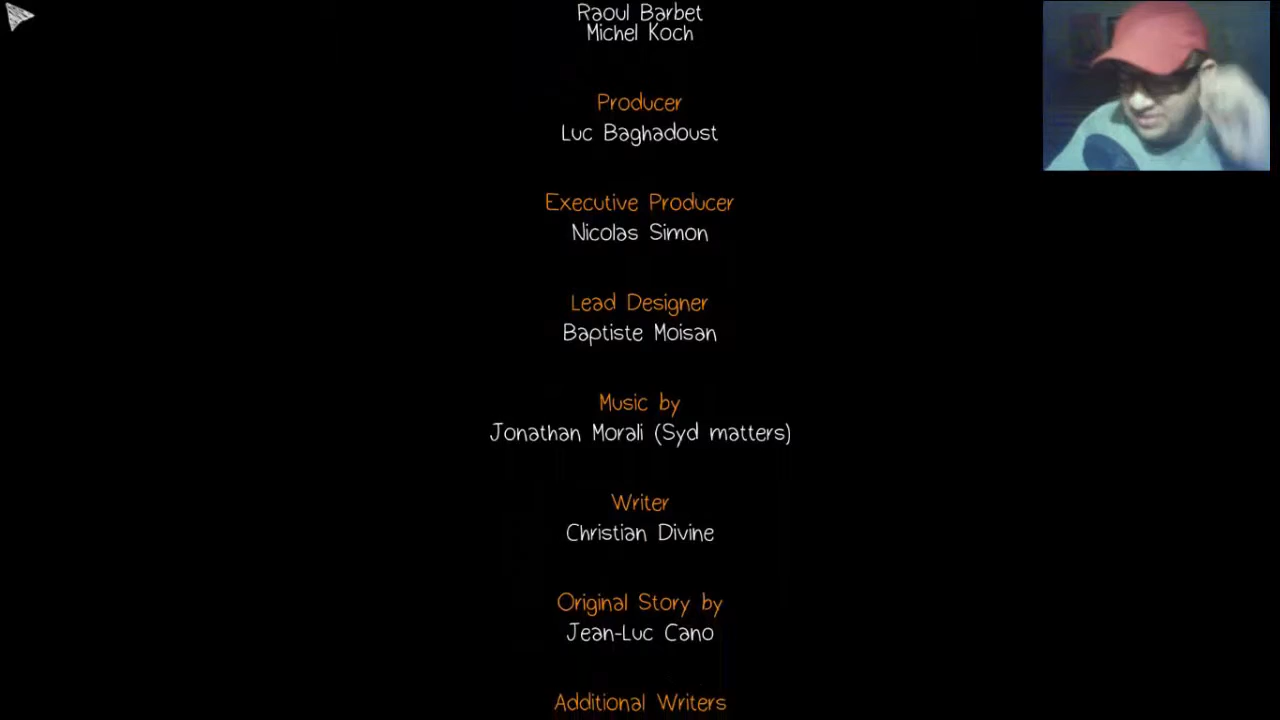 Raoul Barbet
Michel Koch
Producer
Luc Baghadoust
Executive Producer
Nicolas Simon
Lead Designer
Baptiste Moisan
Music by
Jonathan Morali (Syd matters)
Writer
Christian Divine
Original Story by
Jean-Luc Cano
Additional Writers